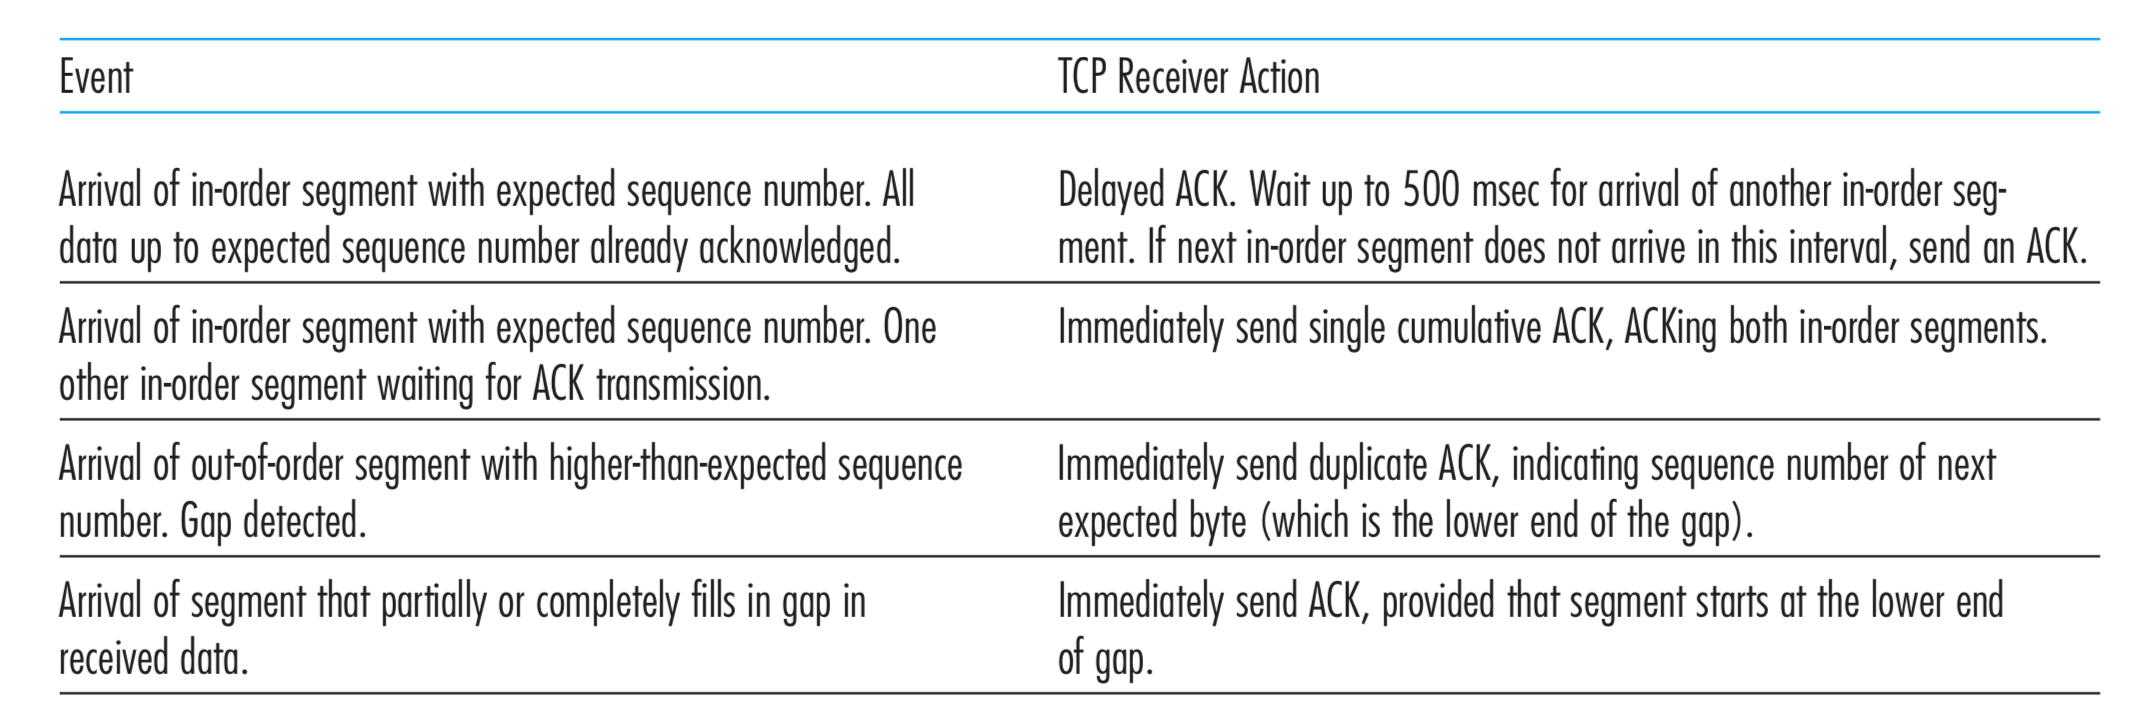 Event
TCP Receiver Action
Arrival of in-order segment with expected sequence number. All
data up to expected sequence number already acknowledged.
Delayed ACK. Wait up to 500 msec for arrival of another in-order seg-
ment. If next in-order segment does not arrive in this interval, send an ACK.
Arrival of in-order segment with expected sequence number. One
other in-order segment waiting for ACK transmission.
Immediately send single cumulative ACK, ACKing both in-order segments.
Arrival of out-of-order segment with higher-than-expected sequence
number. Gap detected.
Immediately send duplicate ACK, indicating sequence number of next
expected byte (which is the lower end of the gap).
Arrival of segment that partially or completely fills in gap in
received data.
Immediately send ACK, provided that segment starts at the lower end
of gap.